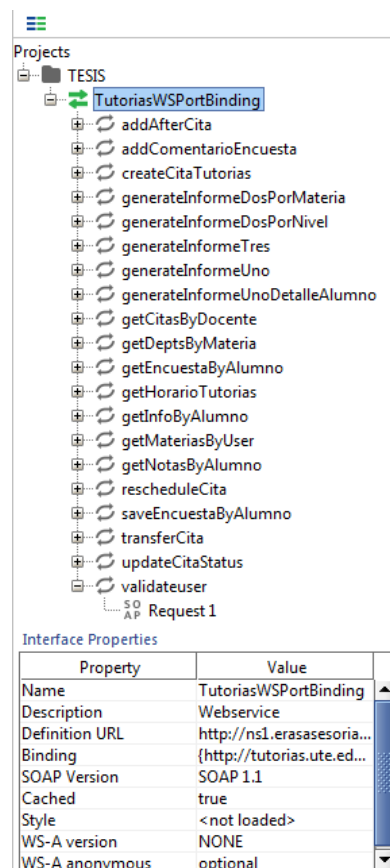 Projects
TESIS
TutoriasWSPortBinding
addAfterCita
addComentarioEncuesta
createCitaTutorias
generateInformeDosPorMateria
generateInformeDosPorNivel
generateInformeTres
generateInformeUno
generateInformeUnoDetalleAlumno
getCitasByDocente
getDeptsByMateria
getEncuestaByAlumno
getHorarioTutorias
getInfoByAlumno
getMateriasByUser
getNotasByAlumno
rescheduleCita
saveEncuestaByAlumno
transferCita
updateCitaStatus
validateuser
SOAP Request 1
Interface Properties
Property Value
Name TutoriasWSPortBinding
Description Webservice
Definition URL http://ns1.erasasesoria...
Binding {http://tutorias.ute.ed...
SOAP Version SOAP 1.1
Cached true
Style <not loaded>
WS-A version NONE
WS-A anonymous optional